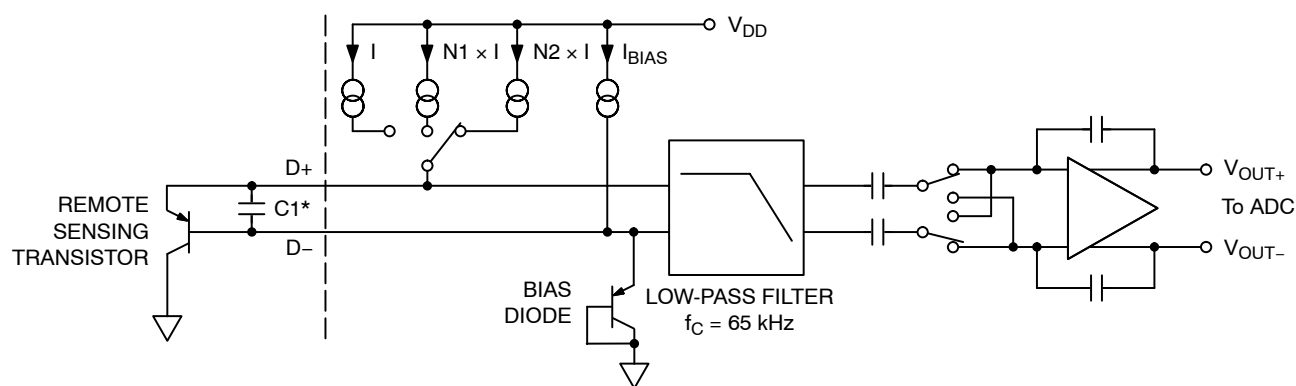 V_DD
I
N1 × I
N2 × I
I_BIAS
D+
REMOTE
SENSING
TRANSISTOR
C1*
D−
BIAS
DIODE
LOW-PASS FILTER
f_C = 65 kHz
V_OUT+
To ADC
V_OUT−